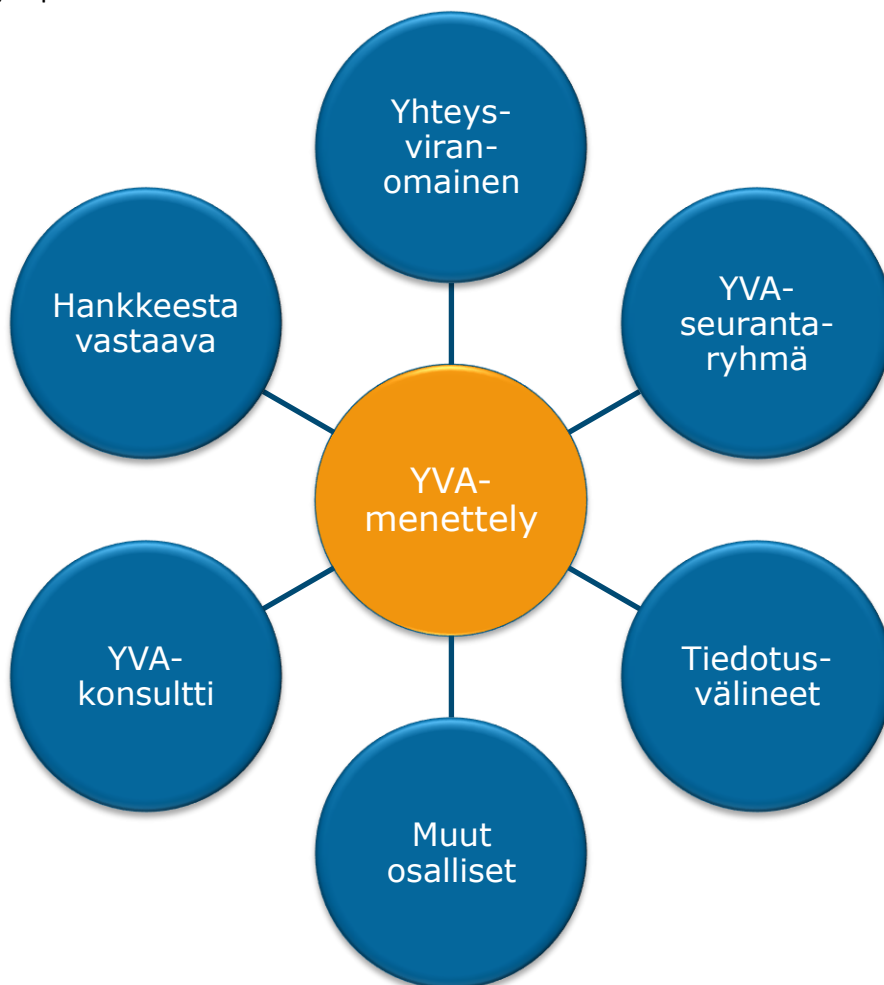 Yhteys-
viran-
omainen
Hankkeesta
vastaava
YVA-
seuranta-
ryhmä
YVA-
menettely
YVA-
konsultti
Tiedotus-
välineet
Muut
osalliset